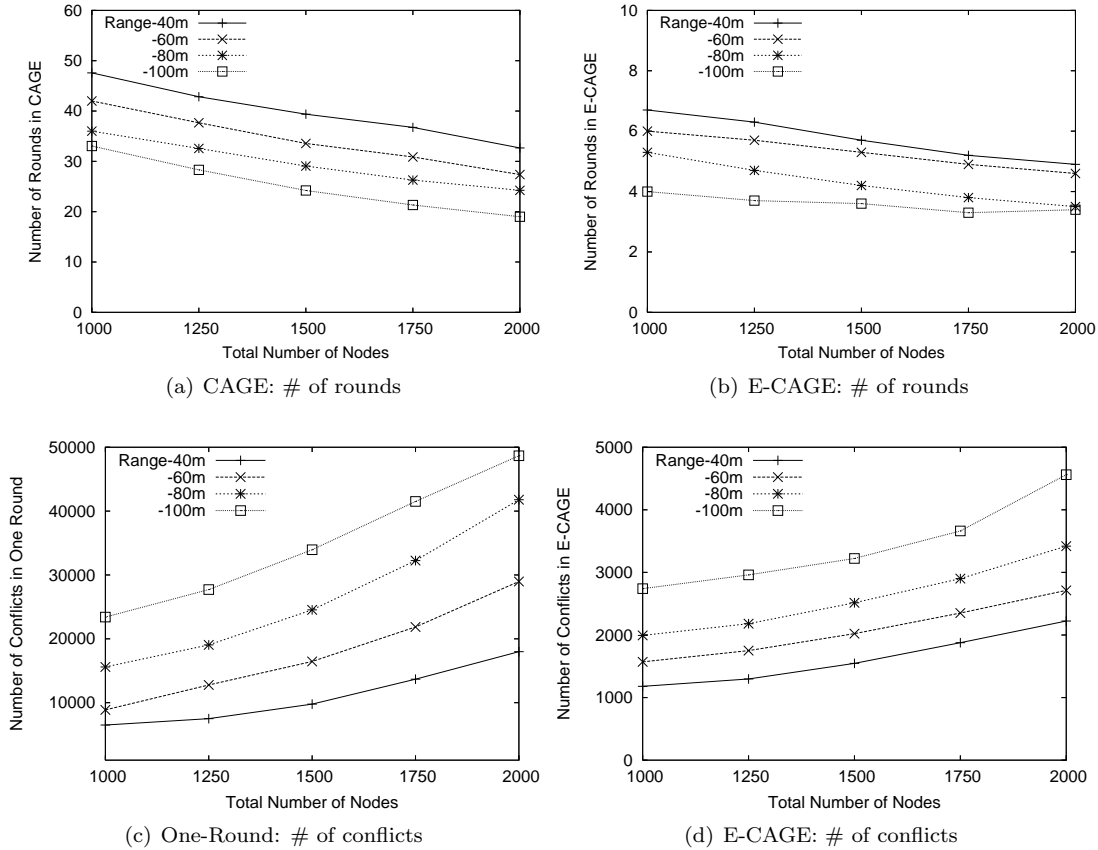 60
50
40
30
20
10
0
Number of Rounds in CAGE
Range-40m
-60m
-80m
-100m
1000 1250 1500 1750 2000
Total Number of Nodes
(a) CAGE: # of rounds
10
8
6
4
2
0
Number of Rounds in E-CAGE
Range-40m
-60m
-80m
-100m
1000 1250 1500 1750 2000
Total Number of Nodes
(b) E-CAGE: # of rounds
50000
40000
30000
20000
10000
Number of Conflicts in One Round
Range-40m
-60m
-80m
-100m
1000 1250 1500 1750 2000
Total Number of Nodes
(c) One-Round: # of conflicts
5000
4000
3000
2000
1000
0
Number of Conflicts in E-CAGE
Range-40m
-60m
-80m
-100m
1000 1250 1500 1750 2000
Total Number of Nodes
(d) E-CAGE: # of conflicts